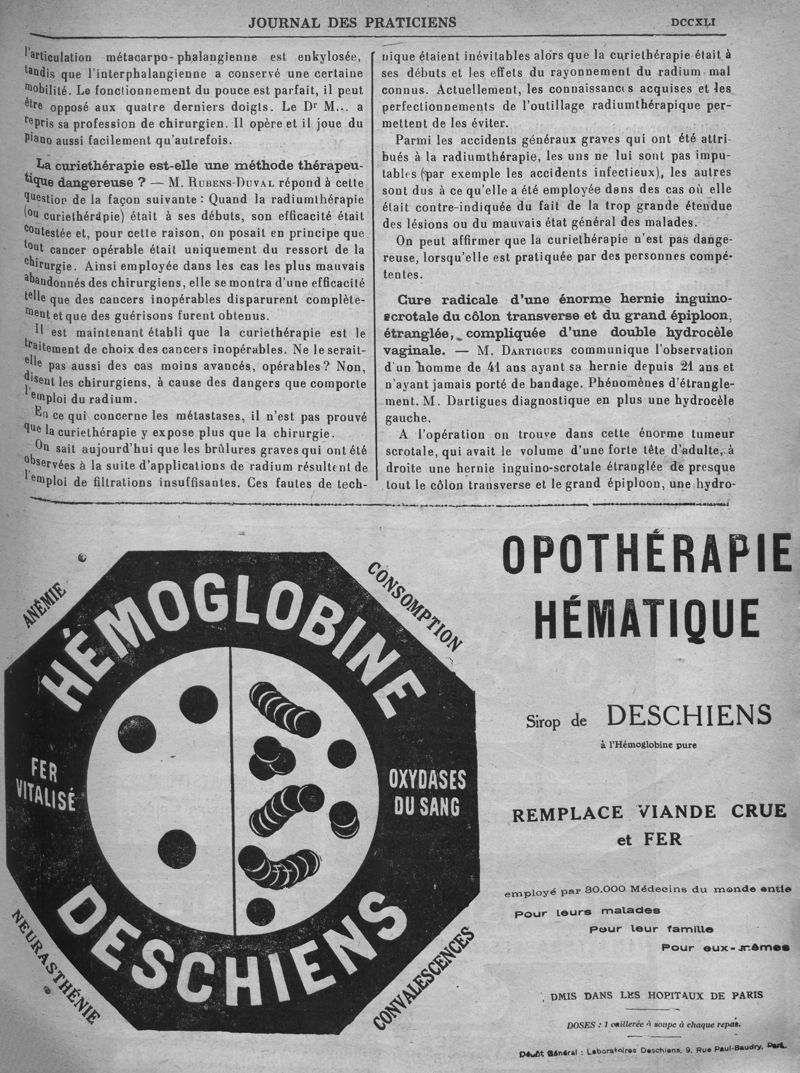 JOURNAL DES PRATICIENS
DCCXLI
l'articulation métacarpo-phalangienne est enkylosée,
tandis que l'interphalangienne a conservé une certaine
mobilité. Le fonctionnement du pouce est parfait, il peut
être opposé aux quatre derniers doigts. Le Dr M... a
repris sa profession de chirurgien. Il opère et il joue du
piano aussi facilement qu'autrefois.
La curiethérapie est-elle une méthode thérapeu-
tique dangereuse ? — M. RUBENS-DUVAL répond à cette
question de la façon suivante : Quand la radiumthérapie
(ou curiethérapie) était à ses débuts, son efficacité était
contestée et, pour cette raison, on posait en principe que
tout cancer opérable était uniquement du ressort de la
chirurgie. Ainsi employée dans les cas les plus mauvais
abandonnés des chirurgiens, elle se montra d'une efficacité
telle que des cancers inopérables disparurent complète-
ment et que des guérisons furent obtenus.
Il est maintenant établi que la curiethérapie est le
traitement de choix des cancers inopérables. Ne le serait-
elle pas aussi des cas moins avancés, opérables ? Non,
disent les chirurgiens, à cause des dangers que comporte
l'emploi du radium.
En ce qui concerne les métastases, il n'est pas prouvé
que la curiethérapie y expose plus que la chirurgie.
On sait aujourd'hui que les brûlures graves qui ont été
observées à la suite d'applications de radium résultent de
l'emploi de filtrations insuffisantes. Ces fautes de tech-
nique étaient inévitables alors que la curiethérapie était à
ses débuts et les effets du rayonnement du radium mal
connus. Actuellement, les connaissances acquises et les
perfectionnements de l'outillage radiumthérapique per-
mettent de les éviter.
Parmi les accidents généraux graves qui ont été attri-
bués à la radiumthérapie, les uns ne lui sont pas impu-
tables (par exemple les accidents infectieux), les autres
sont dus à ce qu'elle a été employée dans des cas où elle
était contre-indiquée du fait de la trop grande étendue
des lésions ou du mauvais état général des malades.
On peut affirmer que la curiethérapie n'est pas dange-
reuse, lorsqu'elle est pratiquée par des personnes compé-
tentes.
Cure radicale d'une énorme hernie inguino-
scrotale du côlon transverse et du grand épiploon,
étranglée, compliquée d'une double hydrocèle
vaginale. — M. DARTIGUES communique l'observation
d'un homme de 41 ans ayant sa hernie depuis 21 ans et
n'ayant jamais porté de bandage. Phénomènes d'étrangle-
ment. M. Dartigues diagnostique en plus une hydrocèle
gauche.
A l'opération on trouve dans cette énorme tumeur
scrotale, qui avait le volume d'une forte tête d'adulte, à
droite une hernie inguino-scrotale étranglée de presque
tout le côlon transverse et le grand épiploon, une hydro-
ANÉMIE
CONSOMPTION
HÉMOGLOBINE
FER
VITALISÉ
OXYDASES
DU SANG
DESCHIENS
NEURASTHÉNIE
CONVALESCENCES
OPOTHÉRAPIE
HÉMATIQUE
Sirop de DESCHIENS
à l'Hémoglobine pure
REMPLACE VIANDE CRUE
et FER
employé par 30.000 Médecins du monde entie
Pour leurs malades
Pour leur famille
Pour eux-mêmes
DMIS DANS LES HOPITAUX DE PARIS
DOSES : 1 cuillerée à soupe à chaque repas.
Dépôt Général : Laboratoires Deschiens, 9, Rue Paul-Baudry, Paris.